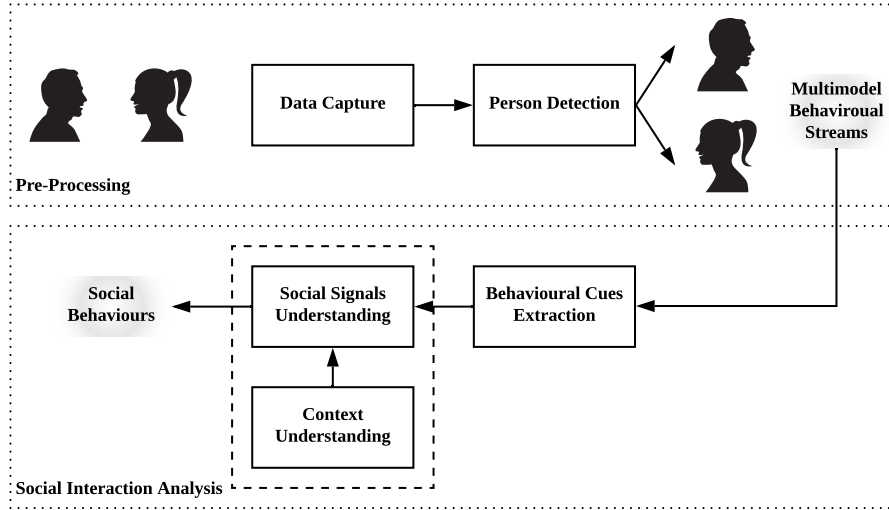 Data Capture
Person Detection
Multimodel
Behaviroual
Streams
Pre-Processing
Social
Behaviours
Social Signals
Understanding
Behavioural Cues
Extraction
Context
Understanding
Social Interaction Analysis